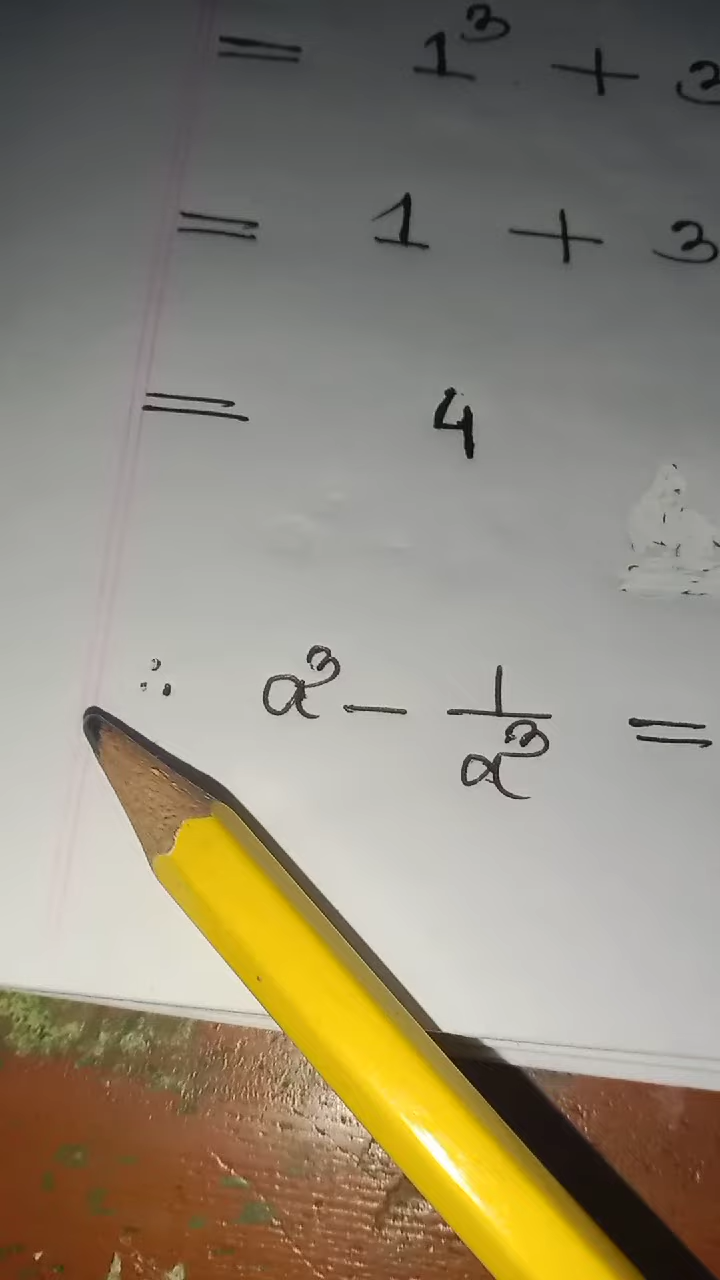 = 1³ + 3
= 1 + 3
= 4
∴ a³ − 1/a³ =